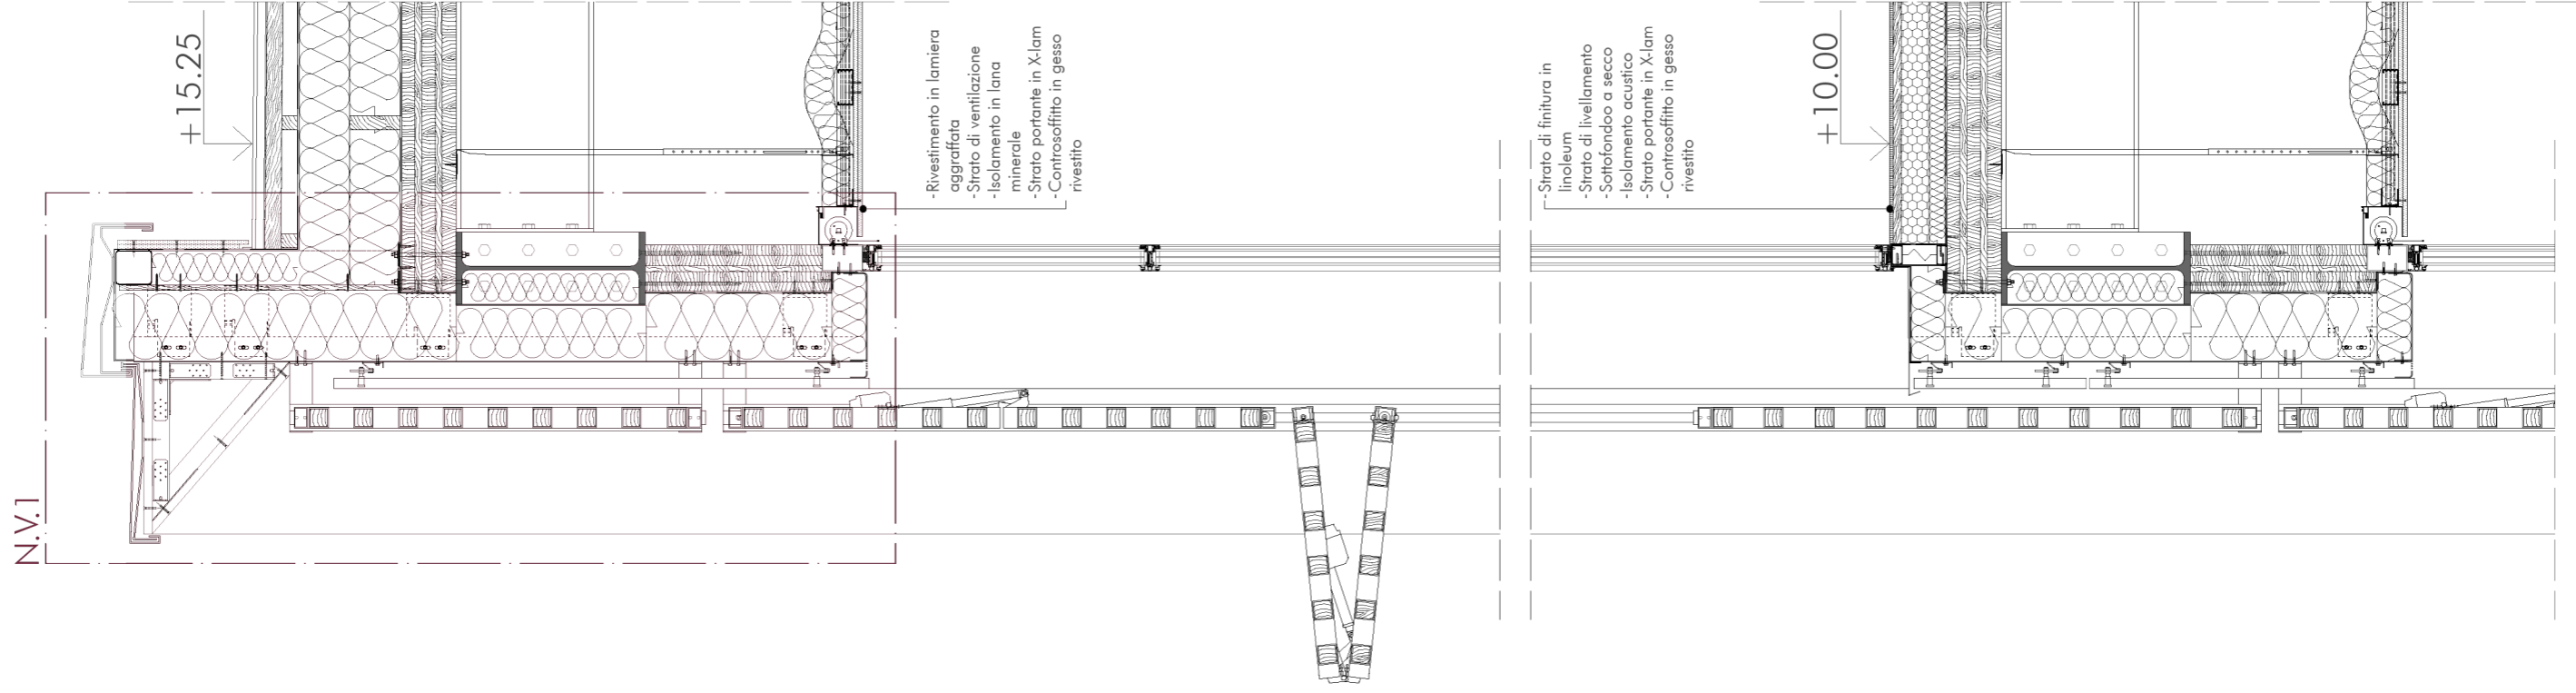 +15.25
-Rivestimento in lamiera
aggraffata
-Strato di ventilazione
-Isolamento in lana
minerale
-Strato portante in X-lam
-Controsoffitto in gesso
rivestito
-Strato di finitura in
linoleum
-Strato di livellamento
-Sottofondoo a secco
-Isolamento acustico
-Strato portante in X-lam
-Controsoffitto in gesso
rivestito
+10.00
N.V.1